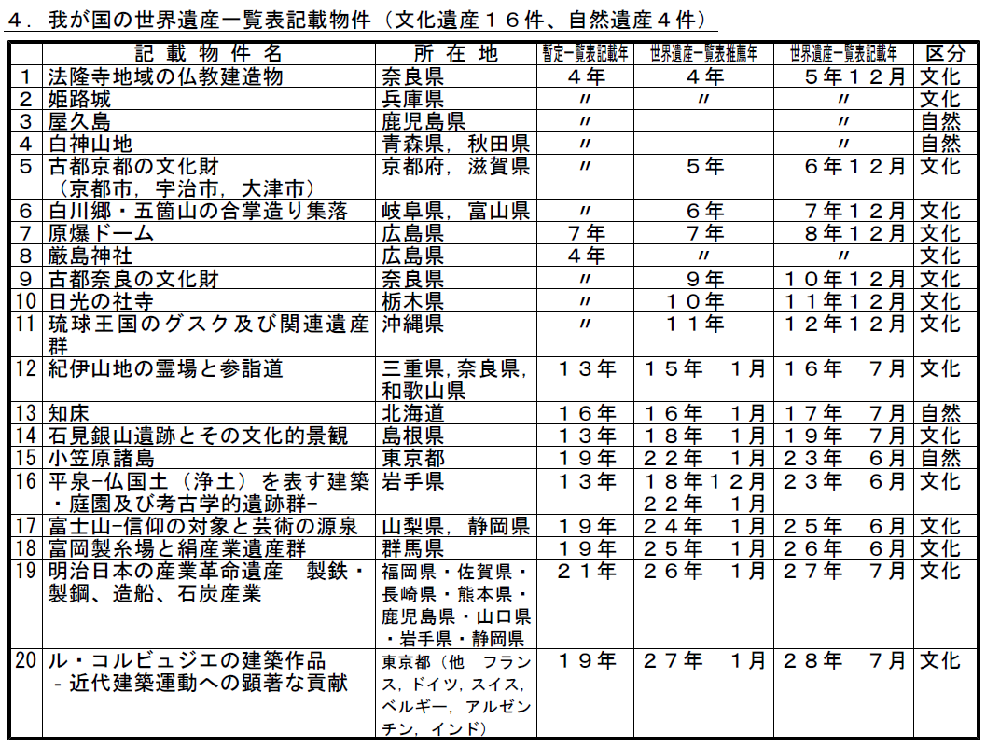 ４．我が国の世界遺産一覧表記載物件（文化遺産１６件、自然遺産４件）
記載物件名 所在地 暫定一覧表記載年 世界遺産一覧表推薦年 世界遺産一覧表記載年 区分
1 法隆寺地域の仏教建造物 奈良県 ４年 ４年 ５年１２月 文化
2 姫路城 兵庫県 〃 〃 〃 文化
3 屋久島 鹿児島県 〃 〃 自然
4 白神山地 青森県，秋田県 〃 〃 自然
5 古都京都の文化財 京都府，滋賀県 〃 ５年 ６年１２月 文化
（京都市，宇治市，大津市）
6 白川郷・五箇山の合掌造り集落 岐阜県，富山県 〃 ６年 ７年１２月 文化
7 原爆ドーム 広島県 ７年 ７年 ８年１２月 文化
8 厳島神社 広島県 ４年 〃 〃 文化
9 古都奈良の文化財 奈良県 〃 ９年 １０年１２月 文化
10 日光の社寺 栃木県 〃 １０年 １１年１２月 文化
11 琉球王国のグスク及び関連遺産 沖縄県 〃 １１年 １２年１２月 文化
群
12 紀伊山地の霊場と参詣道 三重県，奈良県， １３年 １５年　１月 １６年　７月 文化
和歌山県
13 知床 北海道 １６年 １６年　１月 １７年　７月 自然
14 石見銀山遺跡とその文化的景観 島根県 １３年 １８年　１月 １９年　７月 文化
15 小笠原諸島 東京都 １９年 ２２年　１月 ２３年　６月 自然
16 平泉−仏国土（浄土）を表す建築 岩手県 １３年 １８年１２月 ２３年　６月 文化
・庭園及び考古学的遺跡群− ２２年　１月
17 富士山−信仰の対象と芸術の源泉 山梨県，静岡県 １９年 ２４年　１月 ２５年　６月 文化
18 富岡製糸場と絹産業遺産群 群馬県 １９年 ２５年　１月 ２６年　６月 文化
19 明治日本の産業革命遺産　製鉄・ 福岡県・佐賀県・ ２１年 ２６年　１月 ２７年　７月 文化
製鋼、造船、石炭産業 長崎県・熊本県・
鹿児島県・山口県
・岩手県・静岡県
20 ル・コルビュジエの建築作品 東京都（他　フラン １９年 ２７年　１月 ２８年　７月 文化
- 近代建築運動への顕著な貢献 ス，ドイツ，スイス，
ベルギー，アルゼン
チン，インド）